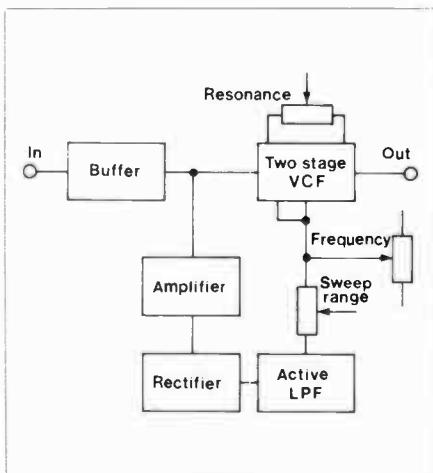 Resonance
In
Buffer
Two stage
VCF
Out
Frequency
Amplifier
Sweep
range
Rectifier
Active
LPF